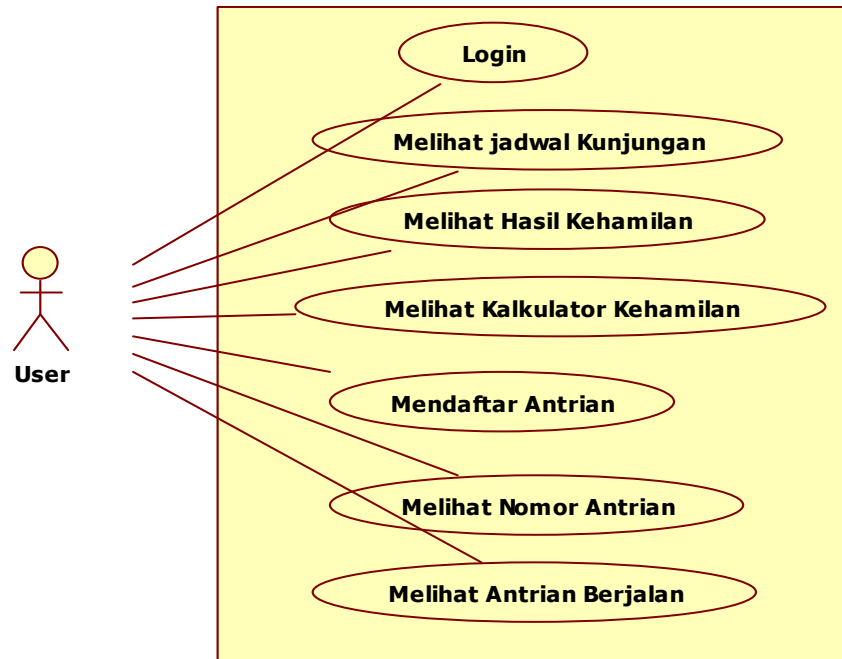 Login
Melihat jadwal Kunjungan
Melihat Hasil Kehamilan
Melihat Kalkulator Kehamilan
User
Mendaftar Antrian
Melihat Nomor Antrian
Melihat Antrian Berjalan